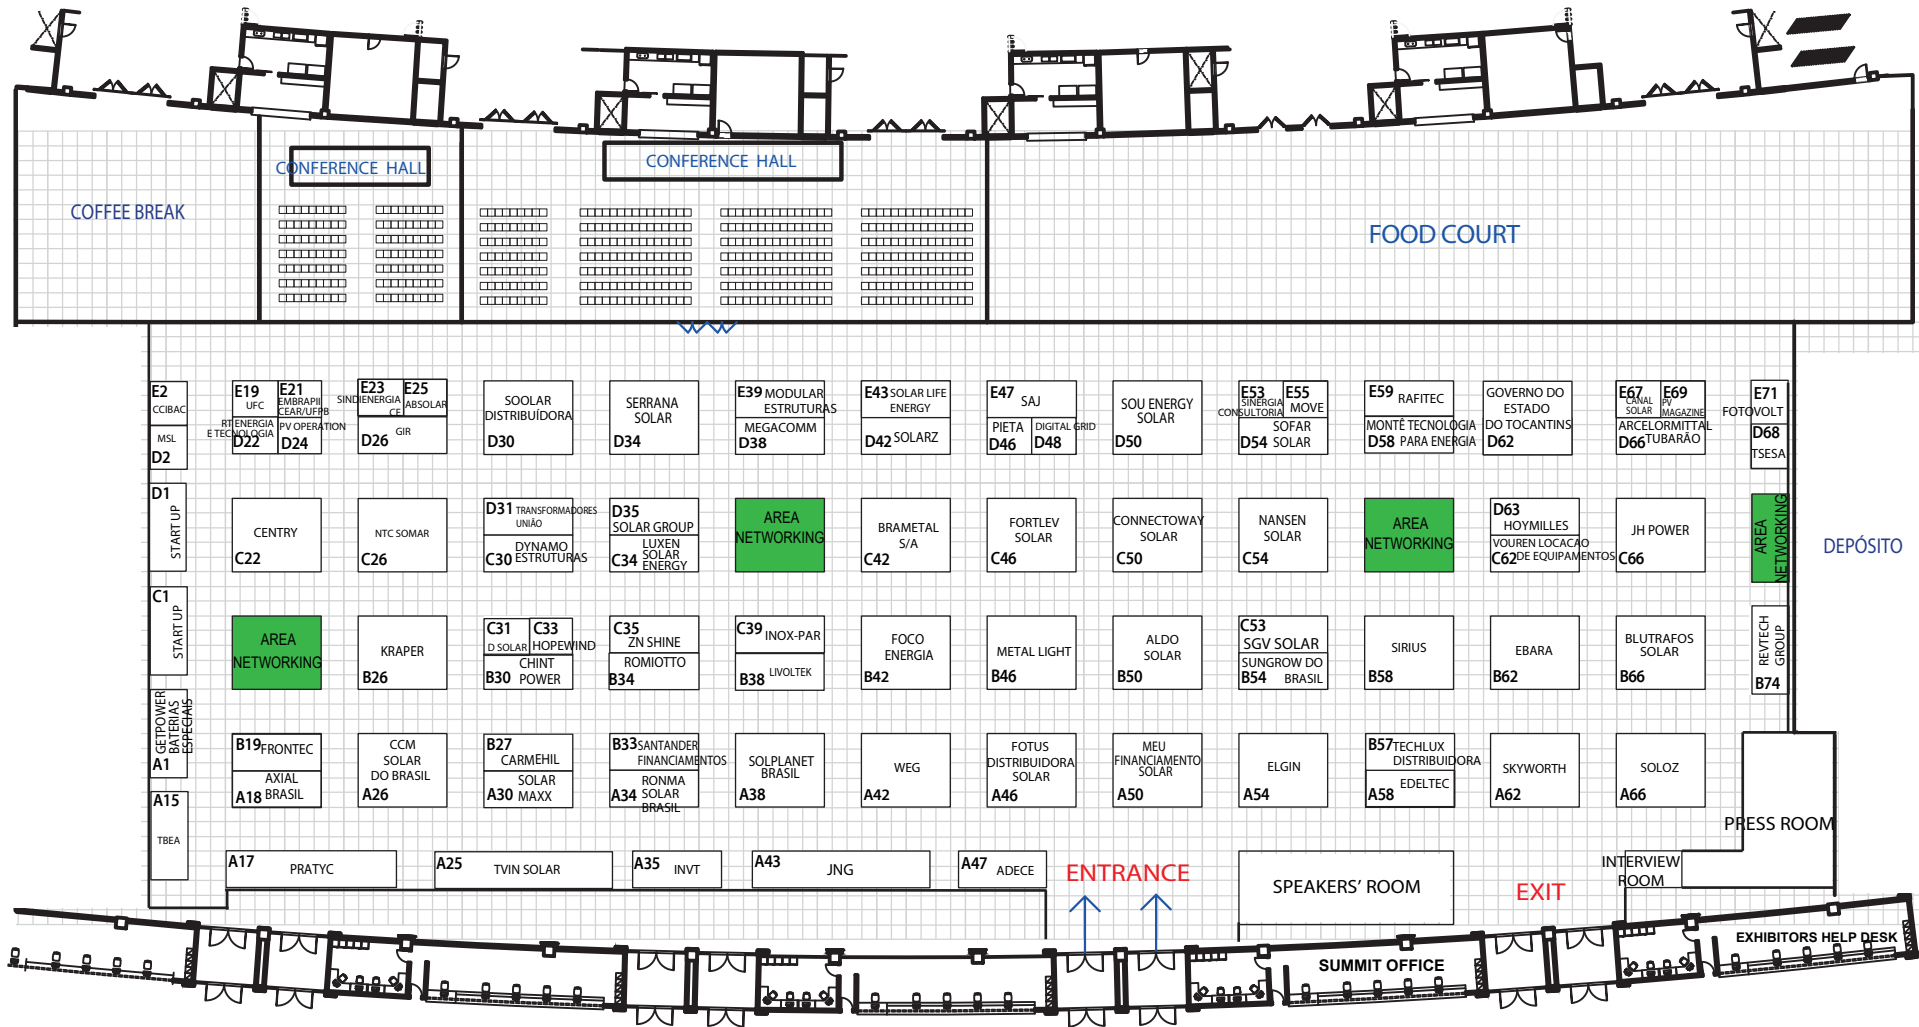 CONFERENCE HALL
CONFERENCE HALL
COFFEE BREAK
FOOD COURT
E2
CCIBAC
MSL
D2
E19
UFC
E21
EMBRAPII
CEAR/UFPB
RT ENERGIA
E TECNOLOGIA
D22
PV OPERATION
D24
E23
SINDIENERGIA
CE
E25
ABSOLAR
GIR
D26
SOOLAR
DISTRIBUÍDORA
D30
SERRANA
SOLAR
D34
E39 MODULAR
ESTRUTURAS
MEGACOMM
D38
E43 SOLAR LIFE
ENERGY
D42 SOLARZ
E47
SAJ
PIETA
D46
DIGITAL GRID
D48
SOU ENERGY
SOLAR
D50
E53
SINERGIA
CONSULTORIA
E55
MOVE
SOFAR
D54 SOLAR
E59
RAFITEC
MONTÊ TECNOLOGIA
D58 PARA ENERGIA
GOVERNO DO
ESTADO
DO TOCANTINS
D62
E67
CANAL
SOLAR
E69
PV
MAGAZINE
ARCELORMITTAL
D66 TUBARÃO
E71
FOTOVOLT
D68
TSESA
D1
START UP
CENTRY
C22
NTC SOMAR
C26
D31 TRANSFORMADORES
UNIÃO
DYNAMO
C30 ESTRUTURAS
D35
SOLAR GROUP
LUXEN
SOLAR
C34 ENERGY
AREA
NETWORKING
BRAMETAL
S/A
C42
FORTLEV
SOLAR
C46
CONNECTOWAY
SOLAR
C50
NANSEN
SOLAR
C54
AREA
NETWORKING
D63
HOYMILLES
VOUREN LOCACAO
C62 DE EQUIPAMENTOS
JH POWER
C66
AREA
NETWORKING
DEPÓSITO
C1
START UP
AREA
NETWORKING
KRAPER
B26
C31
D SOLAR
C33
HOPEWIND
CHINT
B30 POWER
C35
ZN SHINE
ROMIOTTO
B34
C39 INOX-PAR
LIVOLTEK
B38
FOCO
ENERGIA
B42
METAL LIGHT
B46
ALDO
SOLAR
B50
C53
SGV SOLAR
SUNGROW DO
B54 BRASIL
SIRIUS
B58
EBARA
B62
BLUTRAFOS
SOLAR
B66
REVTECH
GROUP
B74
GETPOWER
BATERIAS
ESPECIAIS
A1
B19 FRONTEC
AXIAL
A18 BRASIL
CCM
SOLAR
DO BRASIL
A26
B27
CARMEHIL
SOLAR
A30 MAXX
B33 SANTANDER
FINANCIAMENTOS
RONMA
A34 SOLAR
BRASIL
SOLPLANET
BRASIL
A38
WEG
A42
FOTUS
DISTRIBUIDORA
SOLAR
A46
MEU
FINANCIAMENTO
SOLAR
A50
ELGIN
A54
B57 TECHLUX
DISTRIBUIDORA
EDELTEC
A58
SKYWORTH
A62
SOLOZ
A66
A15
TBEA
PRESS ROOM
A17
PRATYC
A25
TVIN SOLAR
A35
INVT
A43
JNG
A47
ADECE
ENTRANCE
SPEAKERS' ROOM
EXIT
INTERVIEW
ROOM
SUMMIT OFFICE
EXHIBITORS HELP DESK